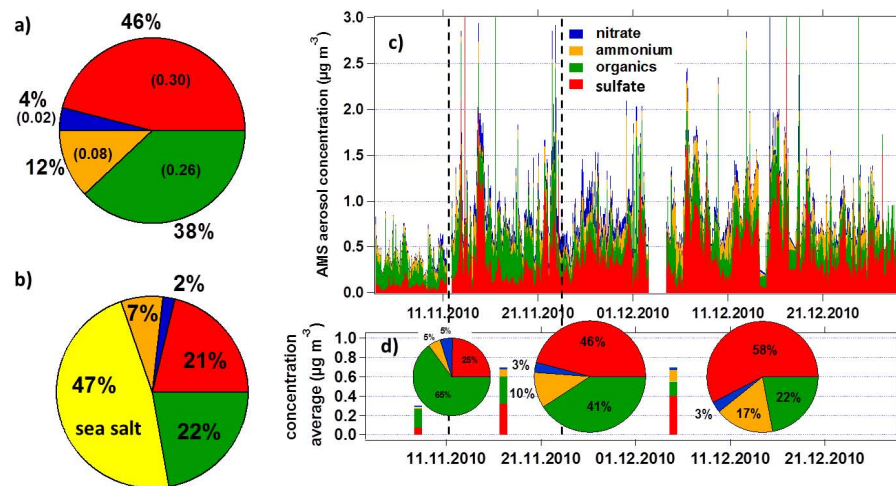 a)
46%
(0.30)
4%
(0.02)
12%
(0.08)
(0.26)
38%
b)
2%
7%
21%
47%
sea salt
22%
AMS aerosol concentration (µg m⁻³)
3.0
2.5
2.0
1.5
1.0
0.5
0.0
c)
nitrate
ammonium
organics
sulfate
11.11.2010 21.11.2010 01.12.2010 12.12.2010 21.12.2010
concentration
average (µg m⁻³)
1.0
0.8
0.6
0.4
0.2
0.0
d)
5% 5%
25%
65%
46%
3%
10%
41%
58%
3%
17%
22%
11.11.2010 21.11.2010 01.12.2010 11.12.2010 21.12.2010